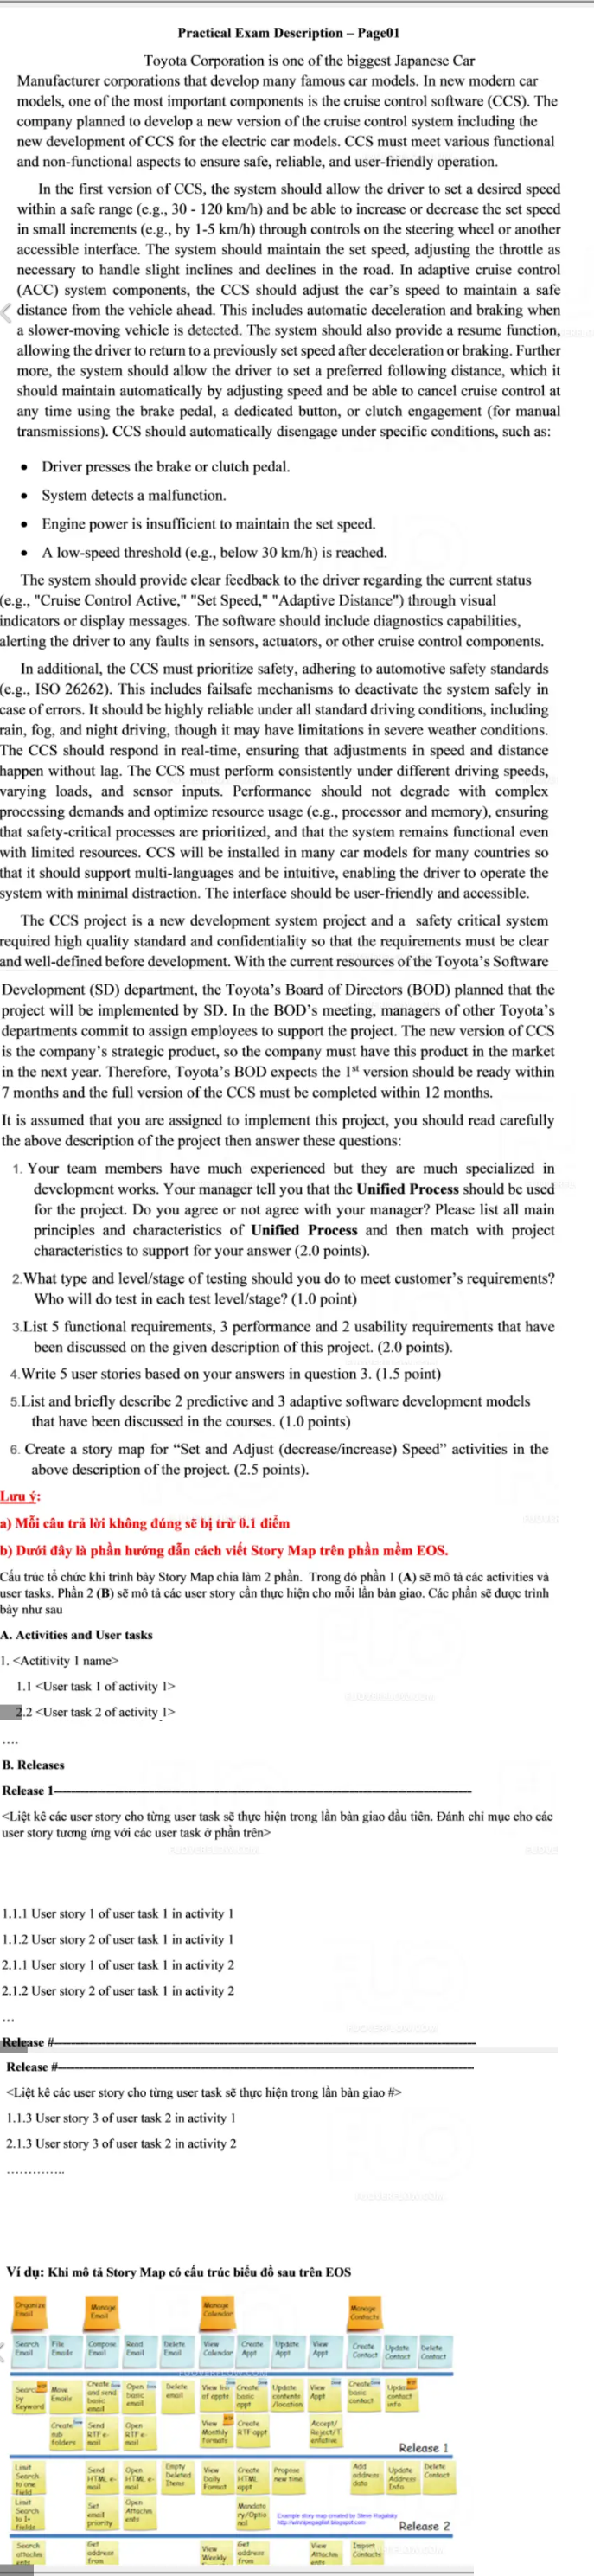 Practical Exam Description – Page01
Toyota Corporation is one of the biggest Japanese Car
Manufacturer corporations that develop many famous car models. In new modern car
models, one of the most important components is the cruise control software (CCS). The
company planned to develop a new version of the cruise control system including the
new development of CCS for the electric car models. CCS must meet various functional
and non-functional aspects to ensure safe, reliable, and user-friendly operation.
In the first version of CCS, the system should allow the driver to set a desired speed
within a safe range (e.g., 30 - 120 km/h) and be able to increase or decrease the set speed
in small increments (e.g., by 1-5 km/h) through controls on the steering wheel or another
accessible interface. The system should maintain the set speed, adjusting the throttle as
necessary to handle slight inclines and declines in the road. In adaptive cruise control
(ACC) system components, the CCS should adjust the car's speed to maintain a safe
distance from the vehicle ahead. This includes automatic deceleration and braking when
a slower-moving vehicle is detected. The system should also provide a resume function,
allowing the driver to return to a previously set speed after deceleration or braking. Further
more, the system should allow the driver to set a preferred following distance, which it
should maintain automatically by adjusting speed and be able to cancel cruise control at
any time using the brake pedal, a dedicated button, or clutch engagement (for manual
transmissions). CCS should automatically disengage under specific conditions, such as:
• Driver presses the brake or clutch pedal.
• System detects a malfunction.
• Engine power is insufficient to maintain the set speed.
• A low-speed threshold (e.g., below 30 km/h) is reached.
The system should provide clear feedback to the driver regarding the current status
(e.g., "Cruise Control Active," "Set Speed," "Adaptive Distance") through visual
indicators or display messages. The software should include diagnostics capabilities,
alerting the driver to any faults in sensors, actuators, or other cruise control components.
In additional, the CCS must prioritize safety, adhering to automotive safety standards
(e.g., ISO 26262). This includes failsafe mechanisms to deactivate the system safely in
case of errors. It should be highly reliable under all standard driving conditions, including
rain, fog, and night driving, though it may have limitations in severe weather conditions.
The CCS should respond in real-time, ensuring that adjustments in speed and distance
happen without lag. The CCS must perform consistently under different driving speeds,
varying loads, and sensor inputs. Performance should not degrade with complex
processing demands and optimize resource usage (e.g., processor and memory), ensuring
that safety-critical processes are prioritized, and that the system remains functional even
with limited resources. CCS will be installed in many car models for many countries so
that it should support multi-languages and be intuitive, enabling the driver to operate the
system with minimal distraction. The interface should be user-friendly and accessible.
The CCS project is a new development system project and a safety critical system
required high quality standard and confidentiality so that the requirements must be clear
and well-defined before development. With the current resources of the Toyota's Software
Development (SD) department, the Toyota's Board of Directors (BOD) planned that the
project will be implemented by SD. In the BOD's meeting, managers of other Toyota's
departments commit to assign employees to support the project. The new version of CCS
is the company's strategic product, so the company must have this product in the market
in the next year. Therefore, Toyota's BOD expects the 1st version should be ready within
7 months and the full version of the CCS must be completed within 12 months.
It is assumed that you are assigned to implement this project, you should read carefully
the above description of the project then answer these questions:
1. Your team members have much experienced but they are much specialized in
development works. Your manager tell you that the Unified Process should be used
for the project. Do you agree or not agree with your manager? Please list all main
principles and characteristics of Unified Process and then match with project
characteristics to support for your answer (2.0 points).
2.What type and level/stage of testing should you do to meet customer's requirements?
Who will do test in each test level/stage? (1.0 point)
3.List 5 functional requirements, 3 performance and 2 usability requirements that have
been discussed on the given description of this project. (2.0 points).
4.Write 5 user stories based on your answers in question 3. (1.5 point)
5.List and briefly describe 2 predictive and 3 adaptive software development models
that have been discussed in the courses. (1.0 points)
6. Create a story map for “Set and Adjust (decrease/increase) Speed” activities in the
above description of the project. (2.5 points).
Lưu ý:
a) Mỗi câu trả lời không đúng sẽ bị trừ 0.1 điểm
b) Dưới đây là phần hướng dẫn cách viết Story Map trên phần mềm EOS.
Cấu trúc tổ chức khi trình bày Story Map chia làm 2 phần. Trong đó phần 1 (A) sẽ mô tả các activities và
user tasks. Phần 2 (B) sẽ mô tả các user story cần thực hiện cho mỗi lần bàn giao. Các phần sẽ được trình
bày như sau
A. Activities and User tasks
1. <Actitivity 1 name>
1.1 <User task 1 of activity 1>
2.2 <User task 2 of activity 1>
....
B. Releases
Release 1
<Liệt kê các user story cho từng user task sẽ thực hiện trong lần bàn giao đầu tiên. Đánh chỉ mục cho các
user story tương ứng với các user task ở phần trên>
1.1.1 User story 1 of user task 1 in activity 1
1.1.2 User story 2 of user task 1 in activity 1
2.1.1 User story 1 of user task 1 in activity 2
2.1.2 User story 2 of user task 1 in activity 2
...
Release #
Release #
<Liệt kê các user story cho từng user task sẽ thực hiện trong lần bàn giao #>
1.1.3 User story 3 of user task 2 in activity 1
2.1.3 User story 3 of user task 2 in activity 2
..............
Ví dụ: Khi mô tả Story Map có cấu trúc biểu đồ sau trên EOS
Organize Email
Manage Email
Manage Calendar
Manage Contacts
Search Email
File Emails
Compose Email
Read Email
Delete Email
View Calendar
Create Appt
Update Appt
View Appt
Create Contact
Update Contact
Delete Contact
Search by Keyword
Move Emails
Create and send basic email
Open basic email
Delete email
View list of appts
Create basic appt
Update contents /location
View Appt
Create basic contact
Update contact info
Create sub folders
Send RTF e-mail
Open RTF e-mail
View Monthly formats
Create RTF appt
Accept/ Reject/T entative
Release 1
Limit Search to one field
Send HTML e-mail
Open HTML e-mail
Empty Deleted Items
View Daily Format
Create HTML appt
Propose new time
Add address data
Update Address Info
Delete Contact
Limit Search to 1+ fields
Set email priority
Open Attachm ents
Mandato ry/Optio nal
Example story map created by Steve Rogalsky
http://winnipegagilist.blogspot.com
Release 2
Search attachm ents
Get address from
View Weekly
Get address from
View Attachm ents
Import Contacts